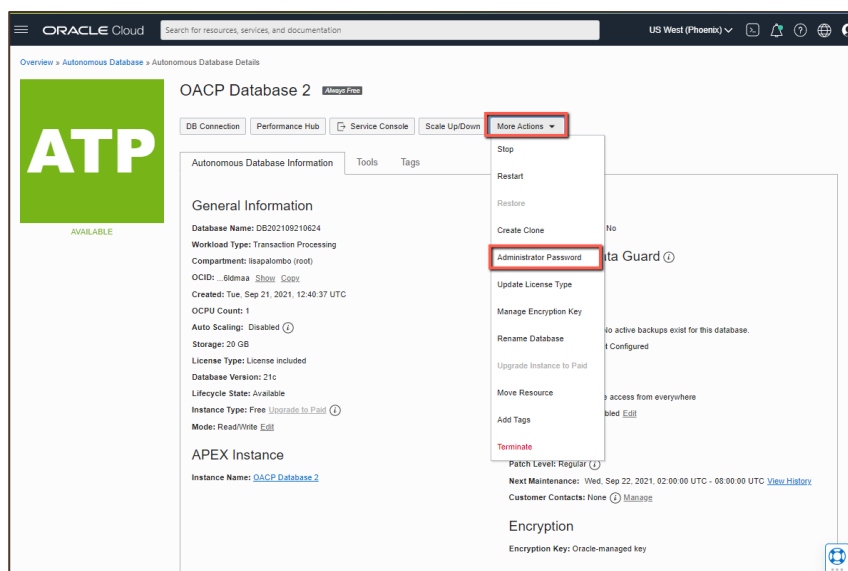 ORACLE Cloud
Search for resources, services, and documentation
US West (Phoenix)
Overview » Autonomous Database » Autonomous Database Details
ATP
AVAILABLE
OACP Database 2 Always Free
DB Connection Performance Hub Service Console Scale Up/Down More Actions
Autonomous Database Information Tools Tags
General Information
Database Name: DB202109210624
Workload Type: Transaction Processing
Compartment: lisapalombo (root)
OCID: ...6ldmaa Show Copy
Created: Tue, Sep 21, 2021, 12:40:37 UTC
OCPU Count: 1
Auto Scaling: Disabled
Storage: 20 GB
License Type: License included
Database Version: 21c
Lifecycle State: Available
Instance Type: Free Upgrade to Paid
Mode: Read/Write Edit
APEX Instance
Instance Name: OACP Database 2
Stop
Restart
Restore
Create Clone
Administrator Password
Update License Type
Manage Encryption Key
Rename Database
Upgrade Instance to Paid
Move Resource
Add Tags
Terminate
No
ta Guard
No active backups exist for this database.
t Configured
access from everywhere
bled Edit
Patch Level: Regular
Next Maintenance: Wed, Sep 22, 2021, 02:00:00 UTC - 08:00:00 UTC View History
Customer Contacts: None Manage
Encryption
Encryption Key: Oracle-managed key